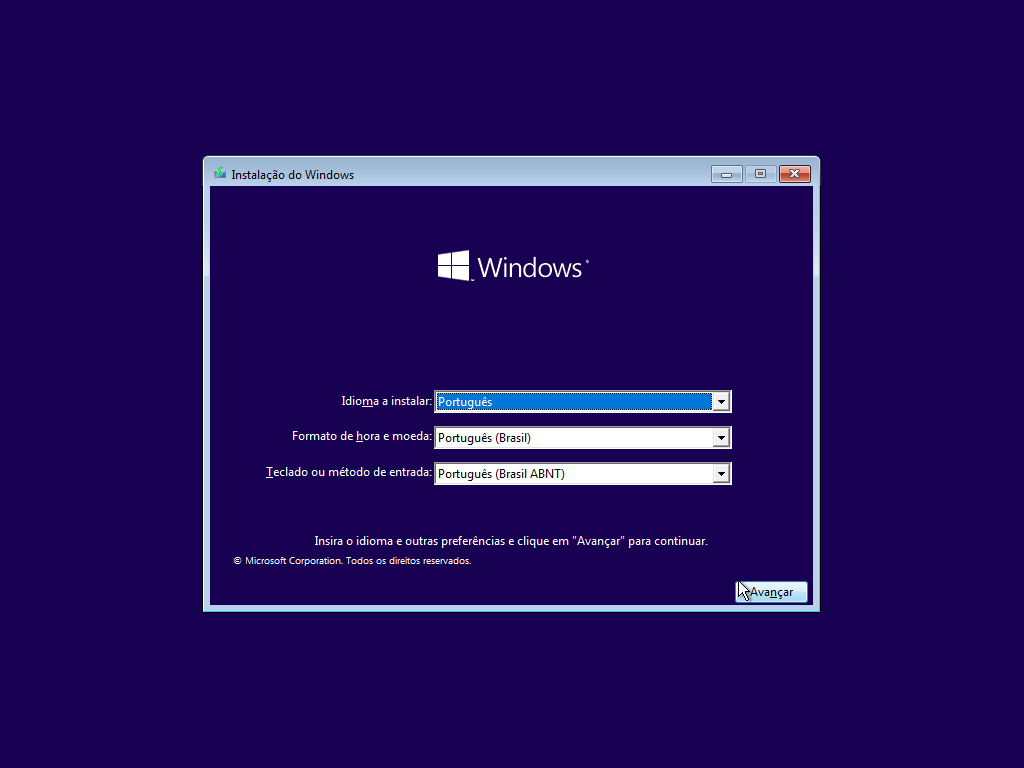 Instalação do Windows
Windows
Idioma a instalar: Português
Formato de hora e moeda: Português (Brasil)
Teclado ou método de entrada: Português (Brasil ABNT)
Insira o idioma e outras preferências e clique em "Avançar" para continuar.
© Microsoft Corporation. Todos os direitos reservados.
Avançar